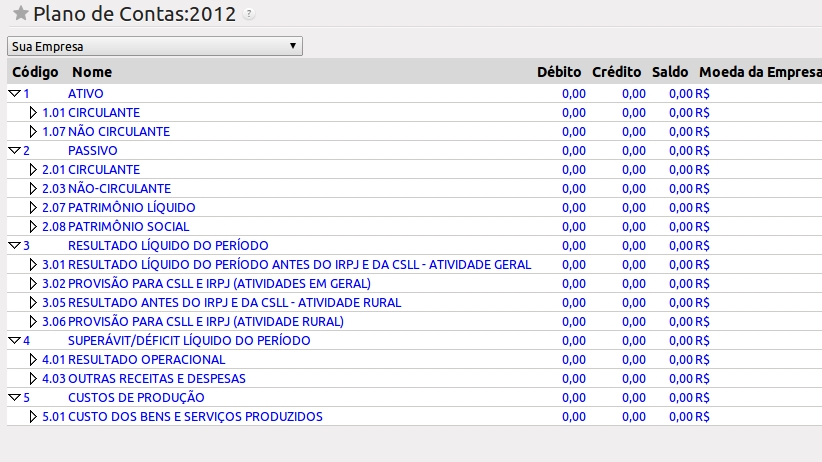 Plano de Contas:2012 ?
Sua Empresa
Código Nome Débito Crédito Saldo Moeda da Empresa
1 ATIVO 0,00 0,00 0,00 R$
1.01 CIRCULANTE 0,00 0,00 0,00 R$
1.07 NÃO CIRCULANTE 0,00 0,00 0,00 R$
2 PASSIVO 0,00 0,00 0,00 R$
2.01 CIRCULANTE 0,00 0,00 0,00 R$
2.03 NÃO-CIRCULANTE 0,00 0,00 0,00 R$
2.07 PATRIMÔNIO LÍQUIDO 0,00 0,00 0,00 R$
2.08 PATRIMÔNIO SOCIAL 0,00 0,00 0,00 R$
3 RESULTADO LÍQUIDO DO PERÍODO 0,00 0,00 0,00 R$
3.01 RESULTADO LÍQUIDO DO PERÍODO ANTES DO IRPJ E DA CSLL - ATIVIDADE GERAL 0,00 0,00 0,00 R$
3.02 PROVISÃO PARA CSLL E IRPJ (ATIVIDADES EM GERAL) 0,00 0,00 0,00 R$
3.05 RESULTADO ANTES DO IRPJ E DA CSLL - ATIVIDADE RURAL 0,00 0,00 0,00 R$
3.06 PROVISÃO PARA CSLL E IRPJ (ATIVIDADE RURAL) 0,00 0,00 0,00 R$
4 SUPERÁVIT/DÉFICIT LÍQUIDO DO PERÍODO 0,00 0,00 0,00 R$
4.01 RESULTADO OPERACIONAL 0,00 0,00 0,00 R$
4.03 OUTRAS RECEITAS E DESPESAS 0,00 0,00 0,00 R$
5 CUSTOS DE PRODUÇÃO 0,00 0,00 0,00 R$
5.01 CUSTO DOS BENS E SERVIÇOS PRODUZIDOS 0,00 0,00 0,00 R$